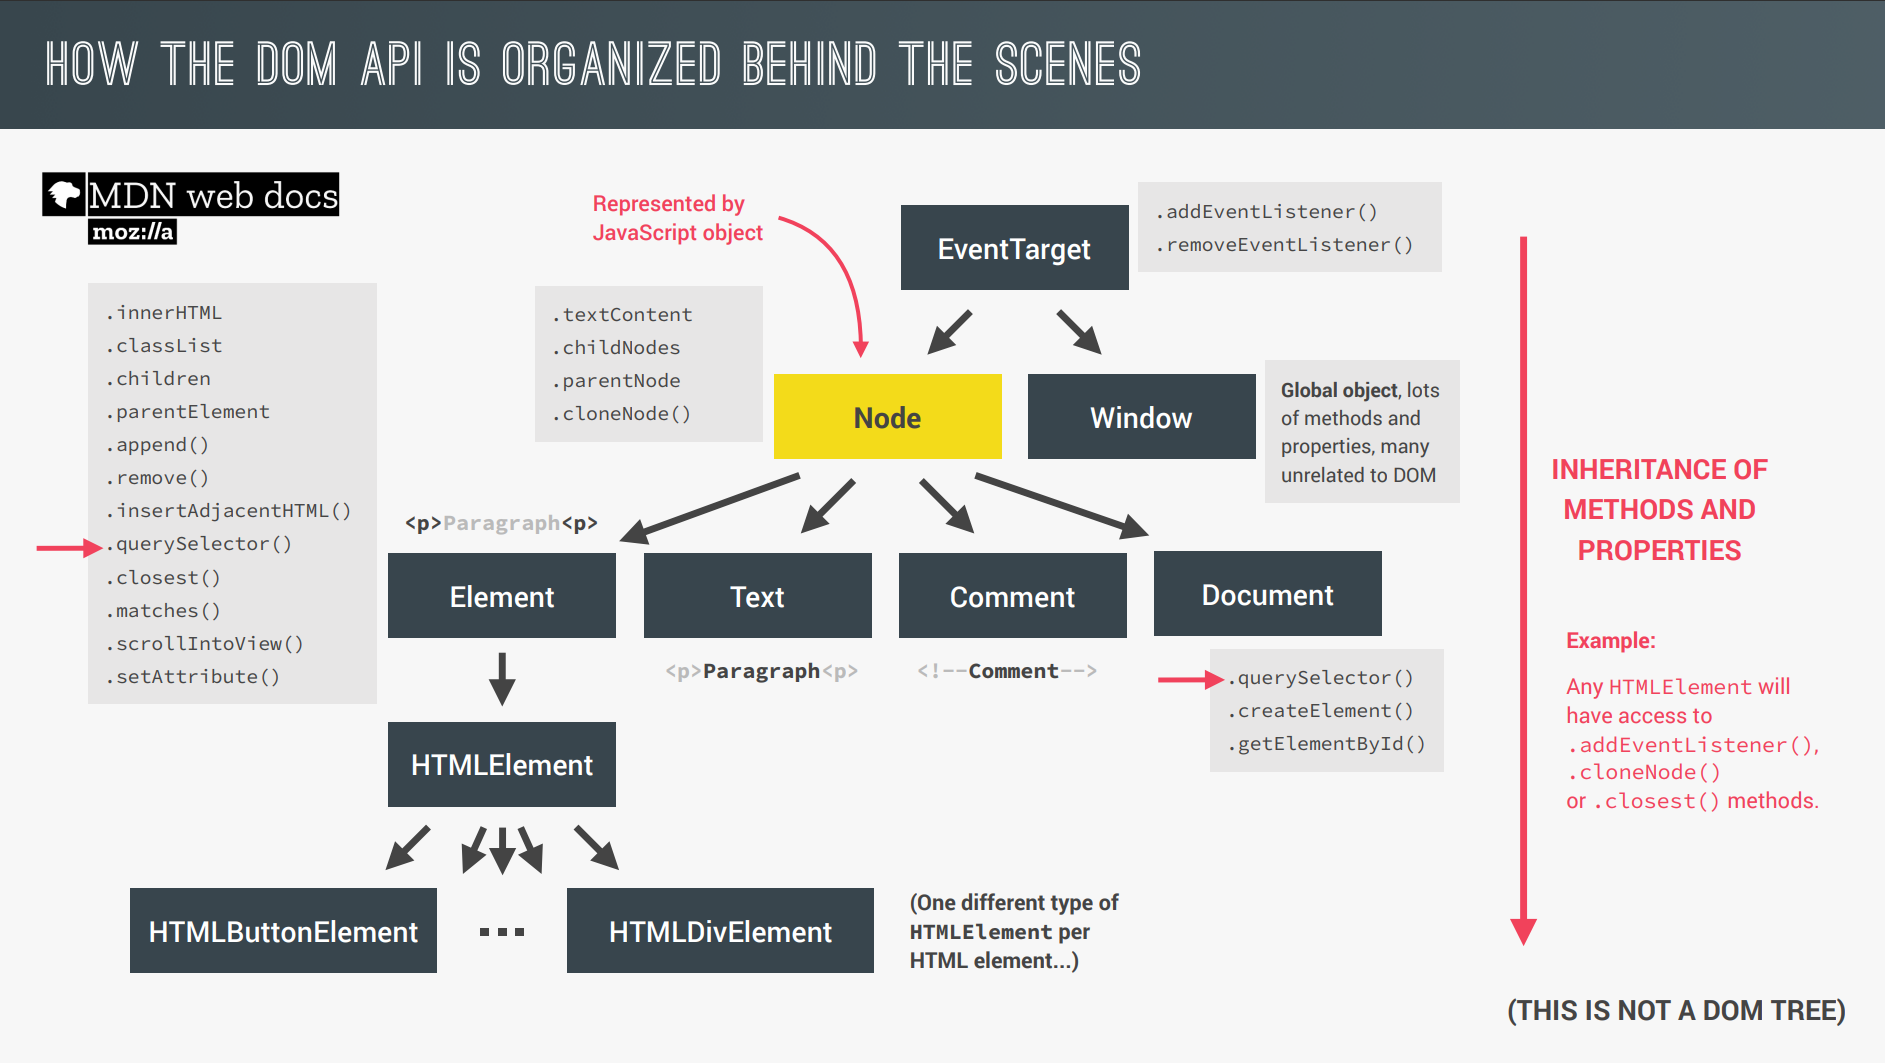 HOW THE DOM API IS ORGANIZED BEHIND THE SCENES
MDN web docs
moz://a
Represented by
JavaScript object
EventTarget
.addEventListener()
.removeEventListener()
.innerHTML
.classList
.children
.parentElement
.append()
.remove()
.insertAdjacentHTML()
.querySelector()
.closest()
.matches()
.scrollIntoView()
.setAttribute()
.textContent
.childNodes
.parentNode
.cloneNode()
Node
Window
Global object, lots
of methods and
properties, many
unrelated to DOM
<p>Paragraph<p>
Element
Text
Comment
Document
<p>Paragraph<p>
<!--Comment-->
.querySelector()
.createElement()
.getElementById()
HTMLElement
HTMLButtonElement
...
HTMLDivElement
(One different type of
HTMLElement per
HTML element...)
INHERITANCE OF
METHODS AND
PROPERTIES
Example:
Any HTMLElement will
have access to
.addEventListener(),
.cloneNode()
or .closest() methods.
(THIS IS NOT A DOM TREE)